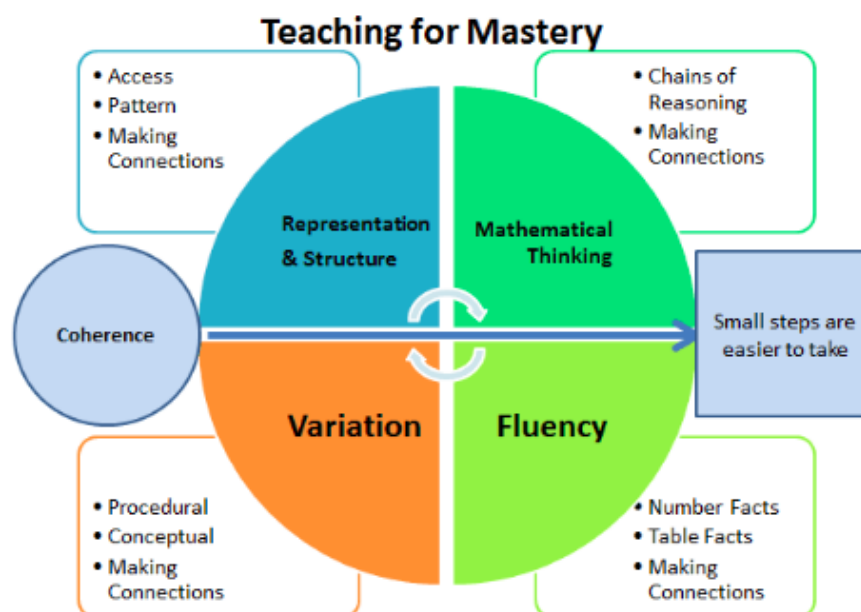 Teaching for Mastery
• Access
• Pattern
• Making
Connections
• Chains of
Reasoning
• Making
Connections
Representation
& Structure
Mathematical
Thinking
Coherence
Small steps are
easier to take
Variation
Fluency
• Procedural
• Conceptual
• Making
Connections
• Number Facts
• Table Facts
• Making
Connections